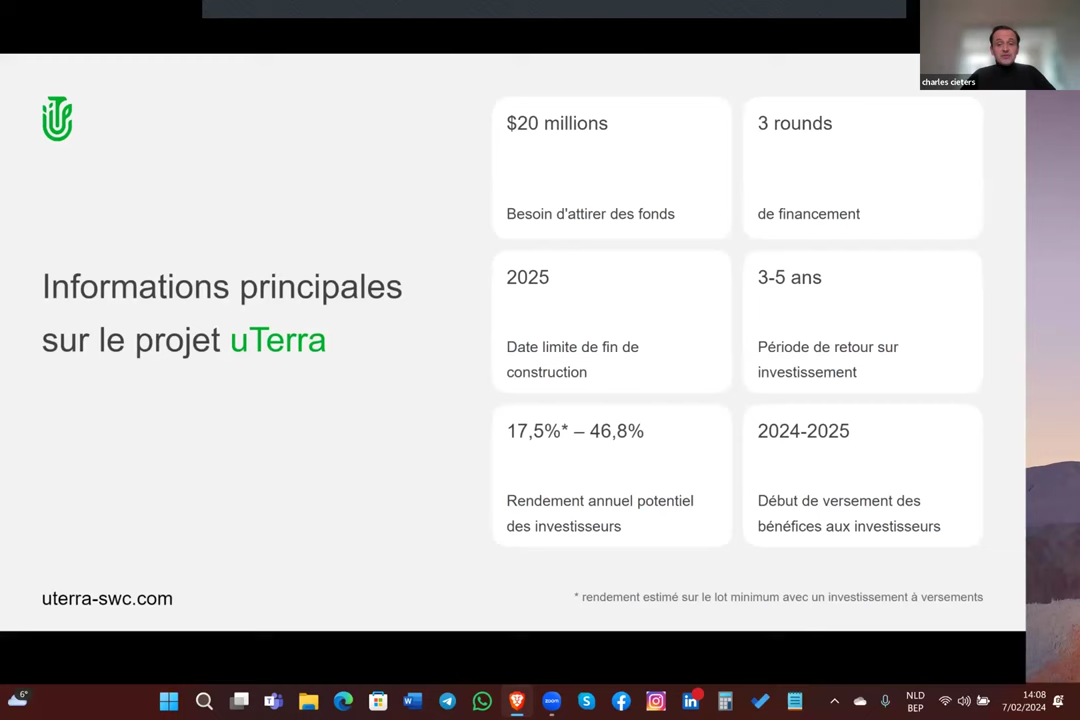 charles cieters
Informations principales
sur le projet uTerra
$20 millions
Besoin d'attirer des fonds
3 rounds
de financement
2025
Date limite de fin de
construction
3-5 ans
Période de retour sur
investissement
17,5%* – 46,8%
Rendement annuel potentiel
des investisseurs
2024-2025
Début de versement des
bénéfices aux investisseurs
uterra-swc.com
* rendement estimé sur le lot minimum avec un investissement à versements
6°
NLD
BEP
14:08
7/02/2024